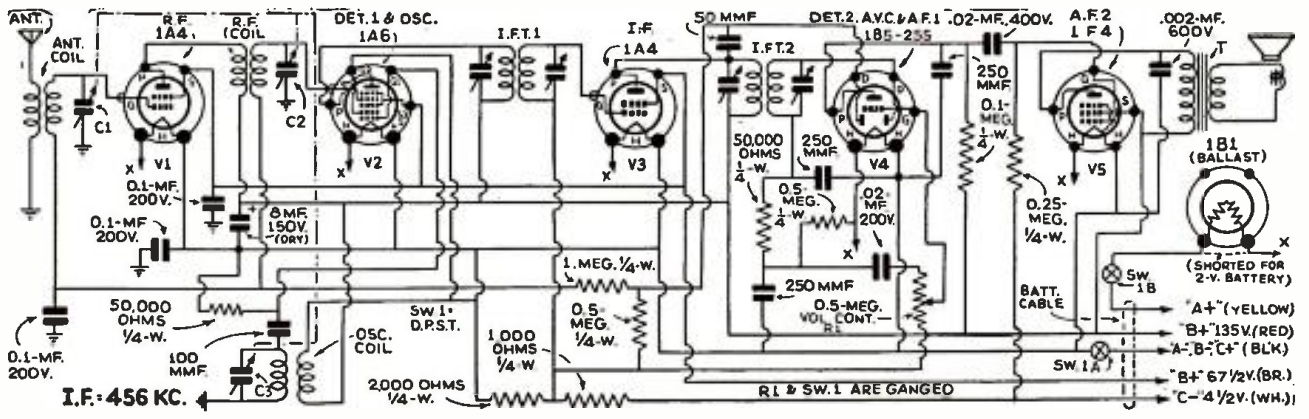 ANT.
ANT.
COIL
R.F.
1A4
R.F.
COIL
DET.1 & OSC.
1A6
I.F.T.1
I.F.
1A4
50 MMF
I.F.T.2
DET.2, A.V.C. & A.F.1
1B5-25S
.02-MF. 400V.
A.F.2
1F4
.002-MF.
600V.
T
C1
V1
C2
V2
V3
V4
V5
250
MMF
0.1-
MEG.
1/4-W.
0.25-
MEG.
1/4-W.
1B1
(BALLAST)
X
(SHORTED FOR
2-V. BATTERY)
50,000
OHMS
1/4-W.
250
MMF.
0.5-
MEG.
1/4-W
.02-
MF.
200V.
X
X
X
X
0.1-MF.
200V.
8 MF.
150V.
(DRY)
0.1-MF
200V.
50,000
OHMS
1/4-W.
100
MMF.
C3
OSC.
COIL
SW.1=
D.P.S.T.
1. MEG. 1/4-W.
0.5-
MEG.
1/4-W.
1,000
OHMS
1/4-W
2,000 OHMS
1/4-W.
250 MMF
0.5-MEG.
VOL. CONT.
R1
BATT.
CABLE
SW.
1B
SW.1A
"A+" (YELLOW)
"B+" 135V. (RED)
"A-, B-, C+" (BLK.)
"B+" 67 1/2V. (BR.)
"C-" 4 1/2V. (WH.)
R1 & SW.1 ARE GANGED
0.1-MF.
200V.
I.F.= 456 KC.